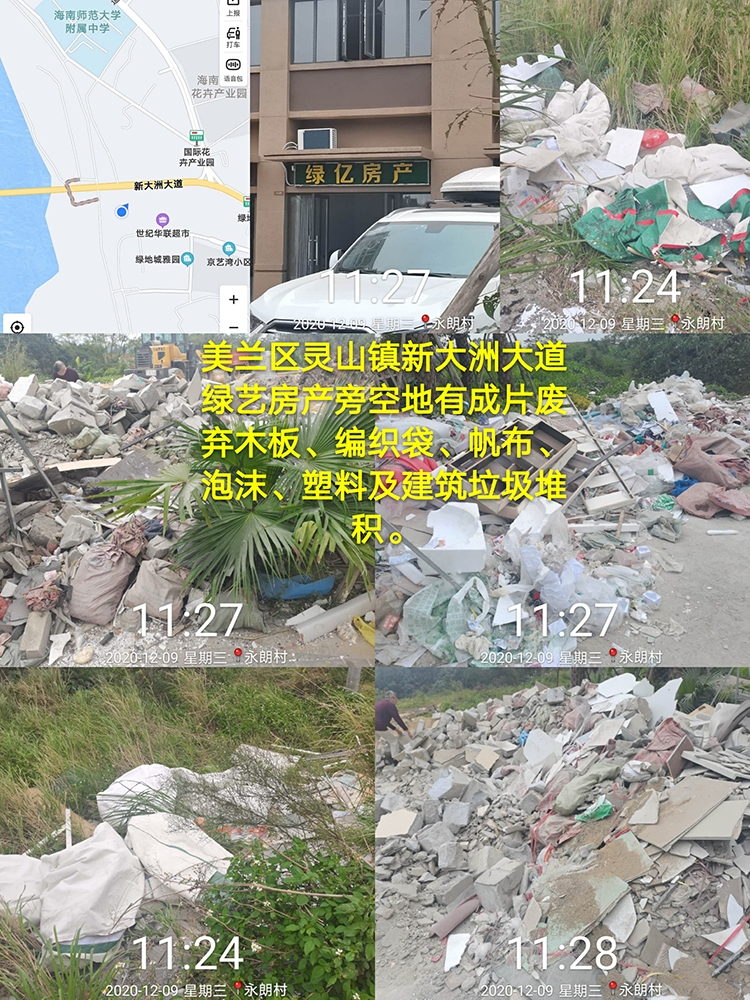 海南师范大学
附属中学
上报
打车
语音包
海南
花卉产业园
国际花
卉产业园
新大洲大道
世纪华联超市
绿地城雅园
京艺湾小区
绿地
绿亿房产
11:27
2020-12-09 星期三 永朗村
11:24
2020-12-09 星期三 永朗村
美兰区灵山镇新大洲大道
绿艺房产旁空地有成片废
弃木板、编织袋、帆布、
泡沫、塑料及建筑垃圾堆
积。
11:27
2020-12-09 星期三 永朗村
11:27
2020-12-09 星期三 永朗村
11:24
2020-12-09 星期三 永朗村
11:28
2020-12-09 星期三 永朗村